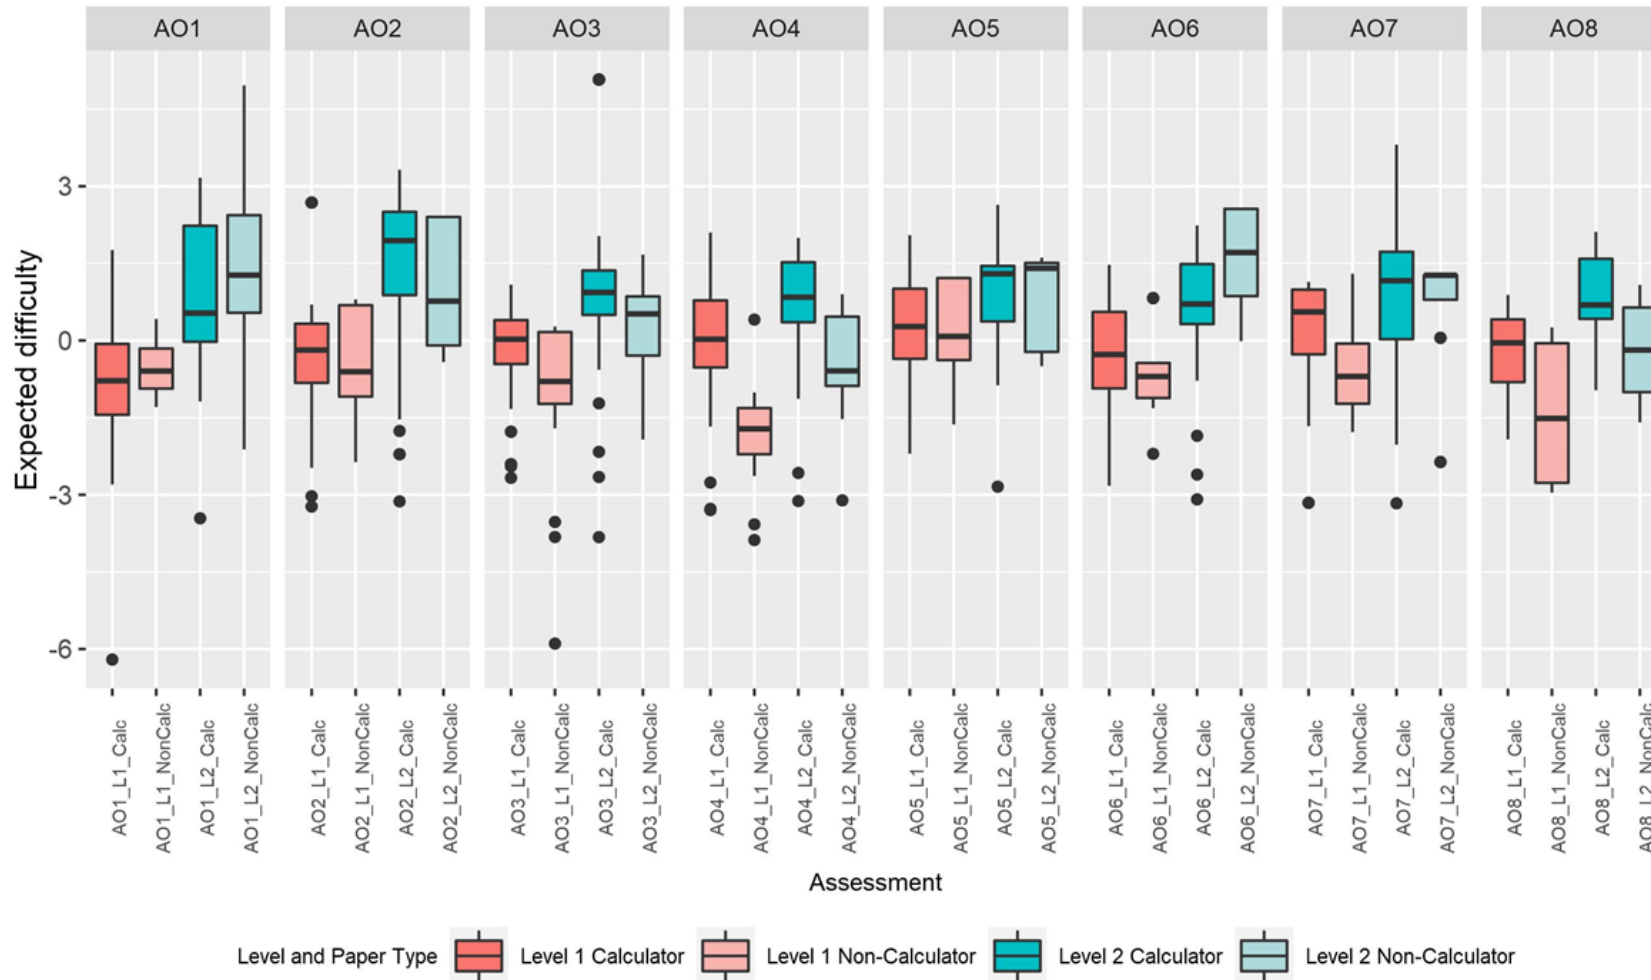 AO1 AO2 AO3 AO4 AO5 AO6 AO7 AO8
Expected difficulty
3
0
-3
-6
AO1_L1_Calc
AO1_L1_NonCalc
AO1_L2_Calc
AO1_L2_NonCalc
AO2_L1_Calc
AO2_L1_NonCalc
AO2_L2_Calc
AO2_L2_NonCalc
AO3_L1_Calc
AO3_L1_NonCalc
AO3_L2_Calc
AO3_L2_NonCalc
AO4_L1_Calc
AO4_L1_NonCalc
AO4_L2_Calc
AO4_L2_NonCalc
AO5_L1_Calc
AO5_L1_NonCalc
AO5_L2_Calc
AO5_L2_NonCalc
AO6_L1_Calc
AO6_L1_NonCalc
AO6_L2_Calc
AO6_L2_NonCalc
AO7_L1_Calc
AO7_L1_NonCalc
AO7_L2_Calc
AO7_L2_NonCalc
AO8_L1_Calc
AO8_L1_NonCalc
AO8_L2_Calc
AO8_L2_NonCalc
Assessment
Level and Paper Type Level 1 Calculator Level 1 Non-Calculator Level 2 Calculator Level 2 Non-Calculator